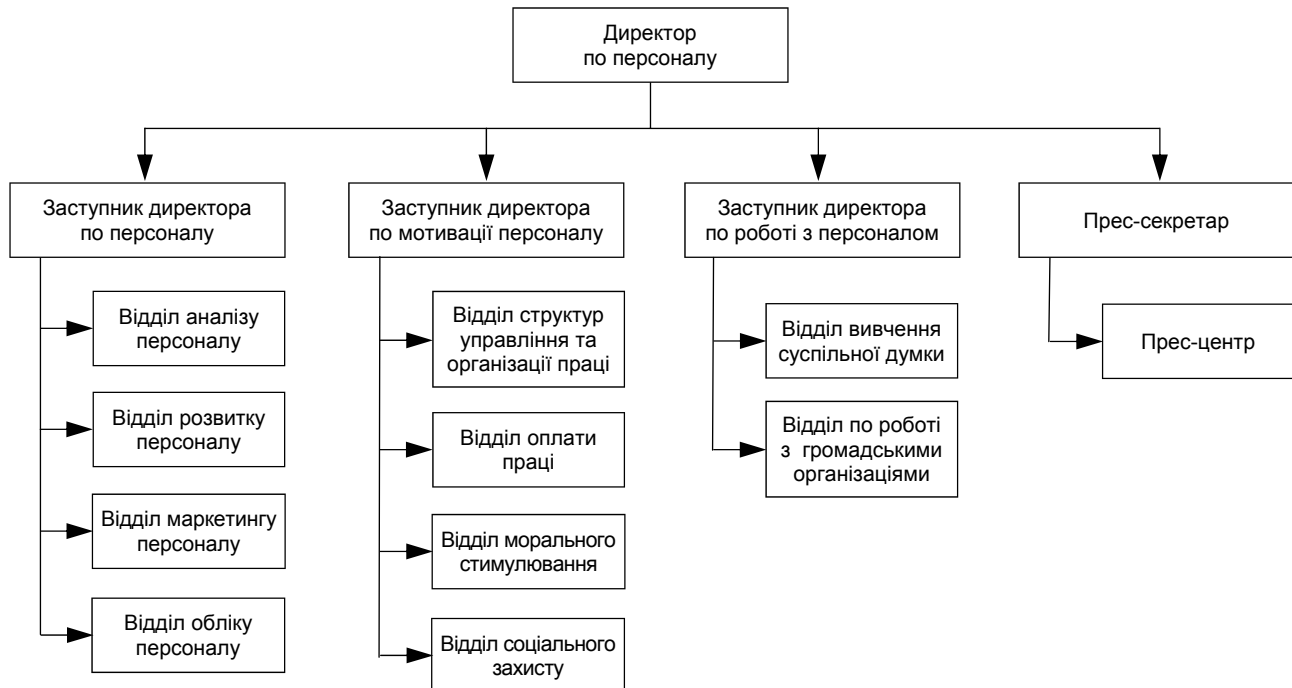 Директор
по персоналу
Заступник директора
по персоналу
Заступник директора
по мотивації персоналу
Заступник директора
по роботі з персоналом
Прес-секретар
Відділ аналізу
персоналу
Відділ розвитку
персоналу
Відділ маркетингу
персоналу
Відділ обліку
персоналу
Відділ структур
управління та
організації праці
Відділ оплати
праці
Відділ морального
стимулювання
Відділ соціального
захисту
Відділ вивчення
суспільної думки
Відділ по роботі
з громадськими
організаціями
Прес-центр